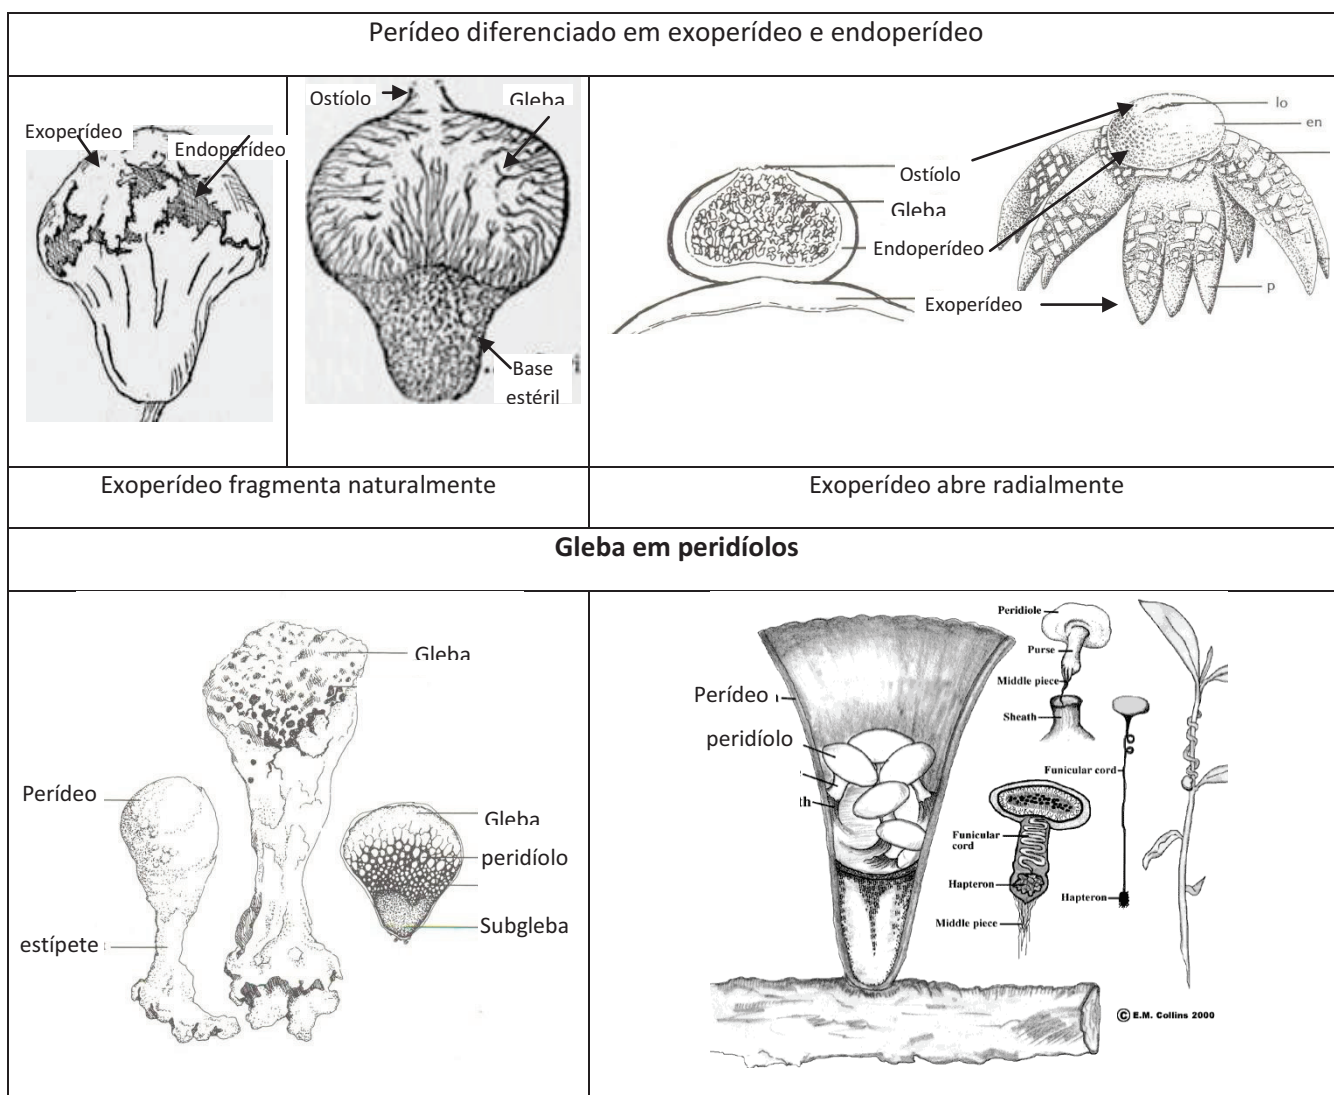 Perídeo diferenciado em exoperídeo e endoperídeo
Exoperídeo
Endoperídeo
Ostíolo
Gleba
Base
estéril
Ostíolo
Gleba
Endoperídeo
Exoperídeo
lo
en
p
Exoperídeo fragmenta naturalmente
Exoperídeo abre radialmente
Gleba em peridíolos
Gleba
Perídeo
estípete
Gleba
peridíolo
Subgleba
Perídeo
peridíolo
th
Peridiole
Purse
Middle piece
Sheath
Funicular cord
Funicular
cord
Hapteron
Middle piece
Hapteron
© E.M. Collins 2000